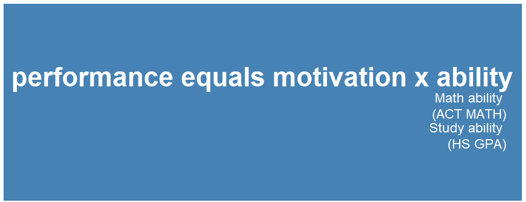 performance equals motivation x ability
Math ability
(ACT MATH)
Study ability
(HS GPA)